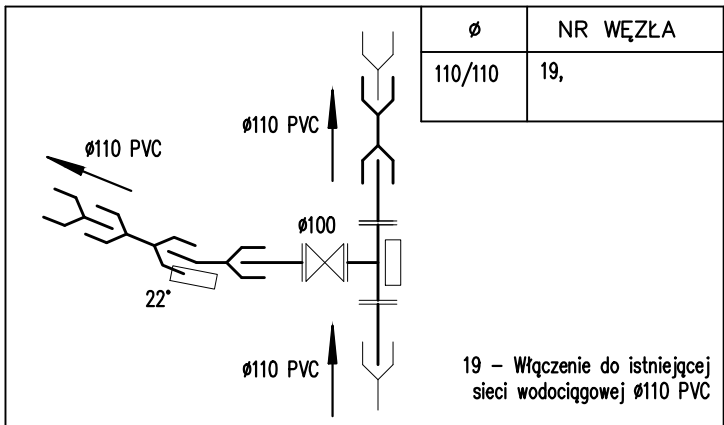 ø NR WĘZŁA
110/110 19,
ø110 PVC
ø110 PVC
ø100
22°
ø110 PVC
19 – Włączenie do istniejącej
sieci wodociągowej ø110 PVC